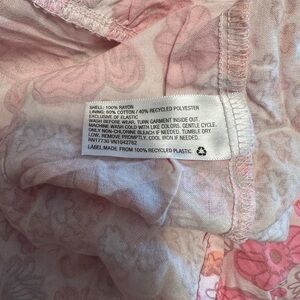 SHELL: 100% RAYON
LINING: 60% COTTON / 40% RECYCLED POLYESTER
EXCLUSIVE OF ELASTIC
WASH BEFORE WEAR. TURN GARMENT INSIDE OUT.
MACHINE WASH COLD WITH LIKE COLORS, GENTLE CYCLE.
ONLY NON-CHLORINE BLEACH IF NEEDED. TUMBLE DRY
LOW. REMOVE PROMPTLY. COOL IRON IF NEEDED.
RN17730 VN1042762
LABEL MADE FROM 100% RECYCLED PLASTIC